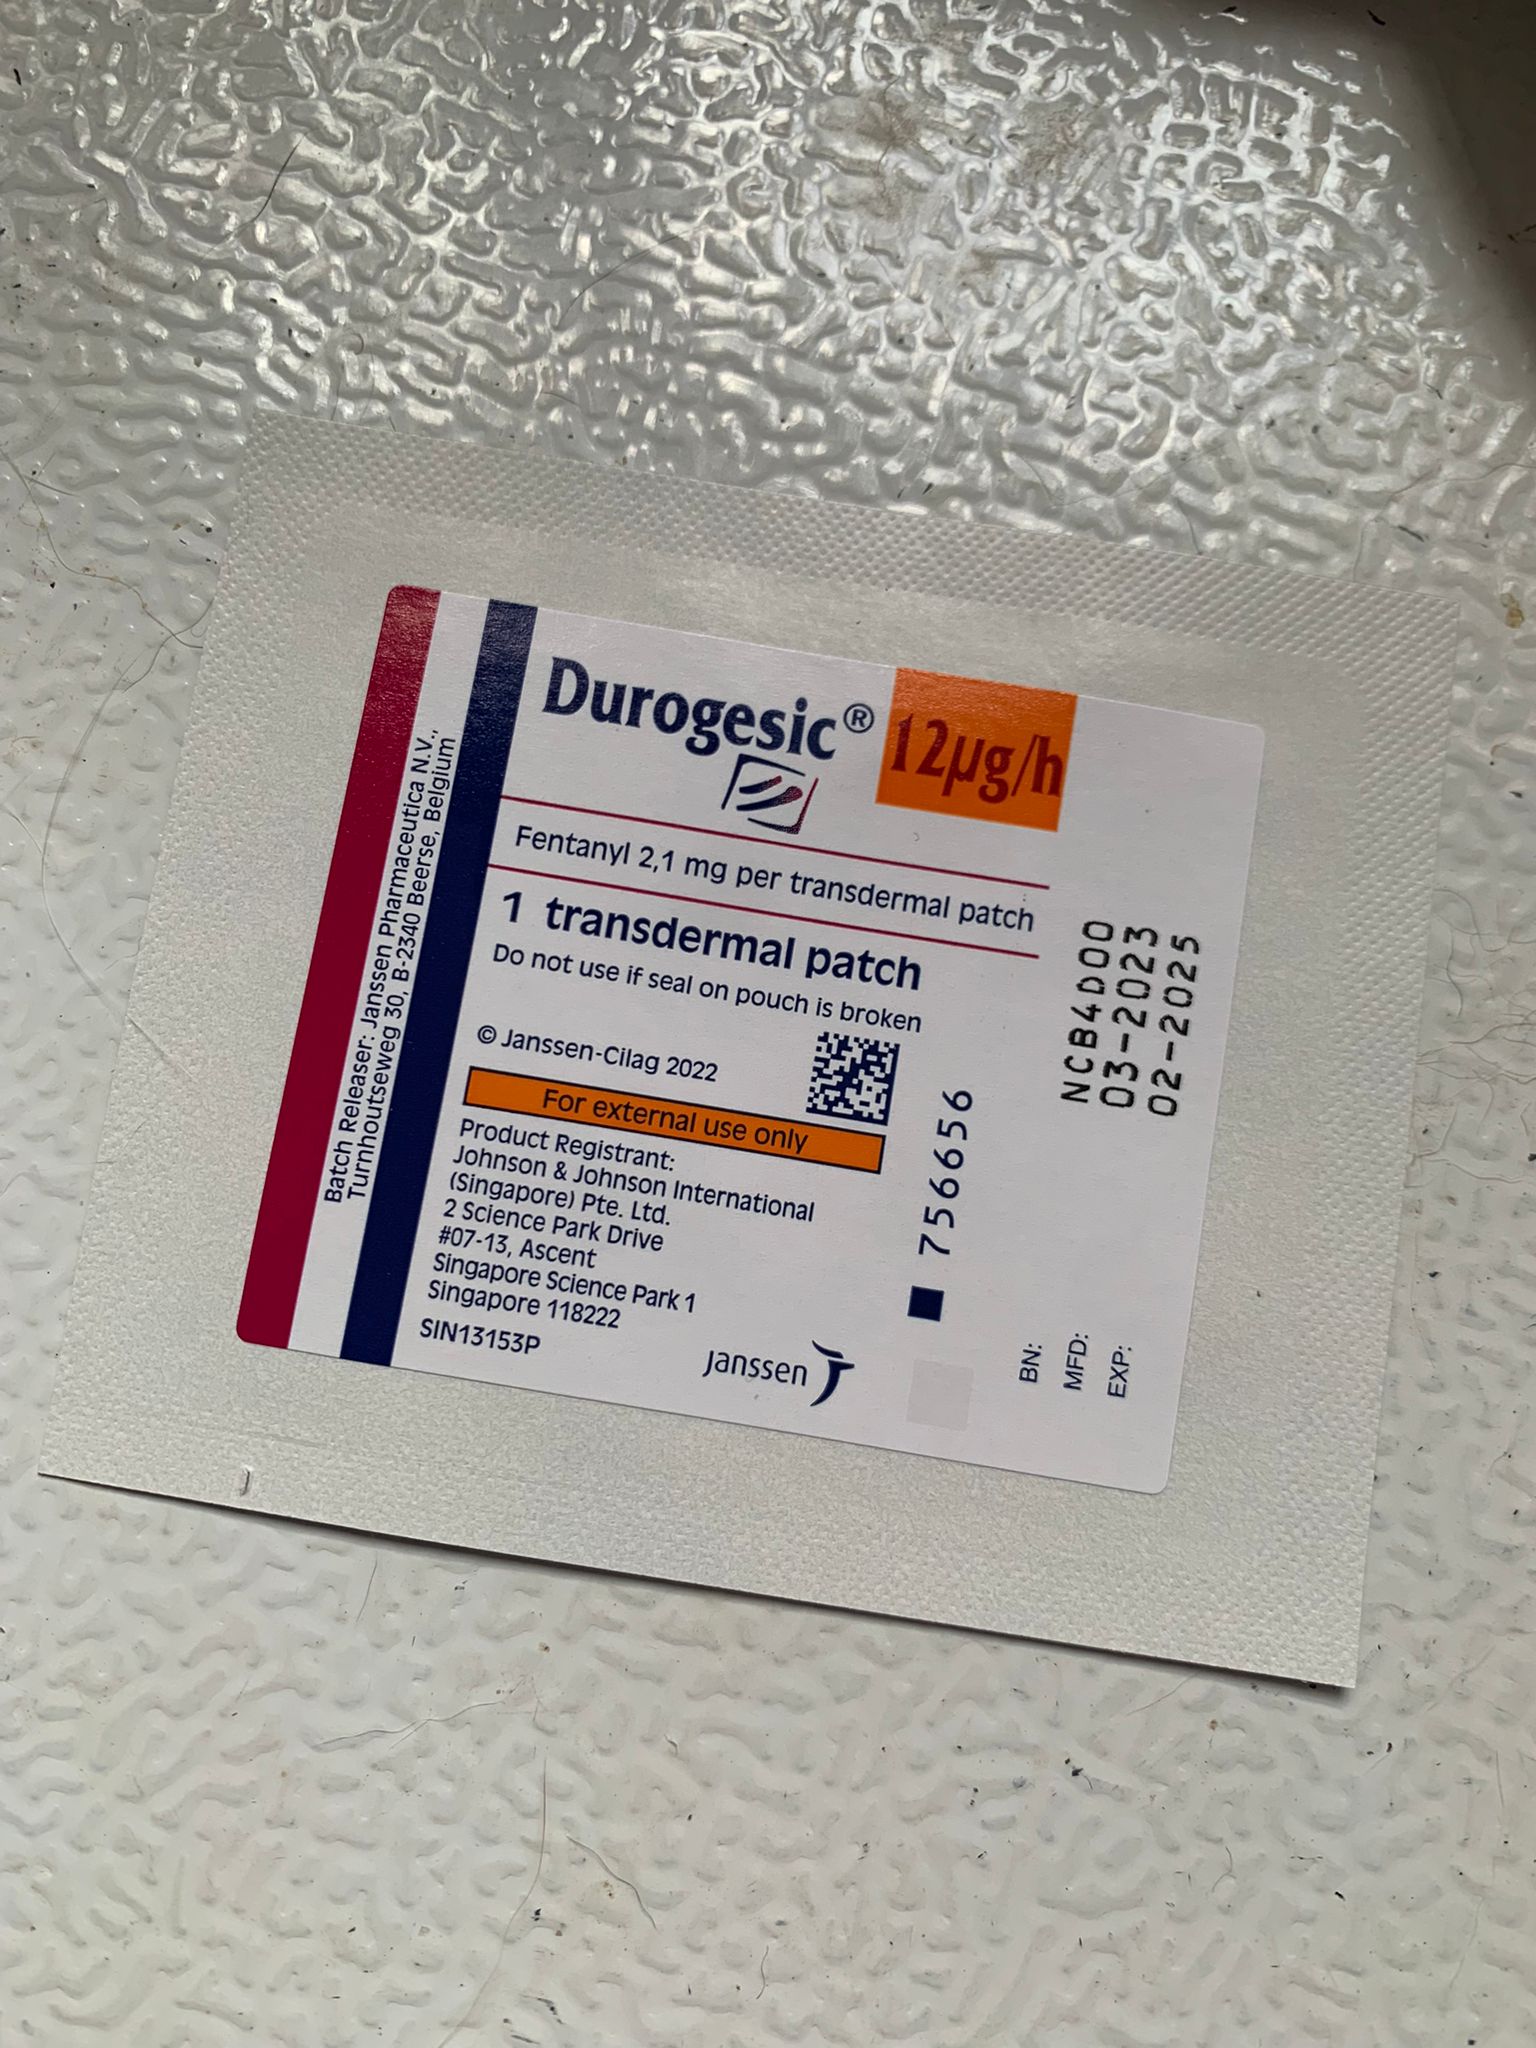 Durogesic® 12µg/h
Fentanyl 2,1 mg per transdermal patch
1 transdermal patch
Do not use if seal on pouch is broken
© Janssen-Cilag 2022
For external use only
Product Registrant:
Johnson & Johnson International
(Singapore) Pte. Ltd.
2 Science Park Drive
#07-13, Ascent
Singapore Science Park 1
Singapore 118222
SIN13153P
Janssen
Batch Releaser: Janssen Pharmaceutica N.V.,
Turnhoutseweg 30, B-2340 Beerse, Belgium
756656
BN: NCB4D00
MFD: 03-2023
EXP: 02-2025